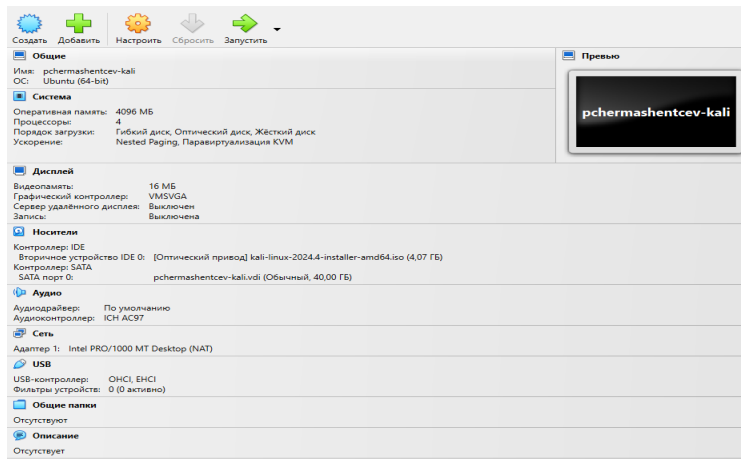 Создать Добавить Настроить Сбросить Запустить
Общие
Имя: pchermashentcev-kali
ОС: Ubuntu (64-bit)
Система
Оперативная память: 4096 МБ
Процессоры: 4
Порядок загрузки: Гибкий диск, Оптический диск, Жёсткий диск
Ускорение: Nested Paging, Паравиртуализация KVM
Превью
pchermashentcev-kali
Дисплей
Видеопамять: 16 МБ
Графический контроллер: VMSVGA
Сервер удалённого дисплея: Выключен
Запись: Выключена
Носители
Контроллер: IDE
Вторичное устройство IDE 0: [Оптический привод] kali-linux-2024.4-installer-amd64.iso (4,07 ГБ)
Контроллер: SATA
SATA порт 0: pchermashentcev-kali.vdi (Обычный, 40,00 ГБ)
Аудио
Аудиодрайвер: По умолчанию
Аудиоконтроллер: ICH AC97
Сеть
Адаптер 1: Intel PRO/1000 MT Desktop (NAT)
USB
USB-контроллер: OHCI, EHCI
Фильтры устройств: 0 (0 активно)
Общие папки
Отсутствуют
Описание
Отсутствует